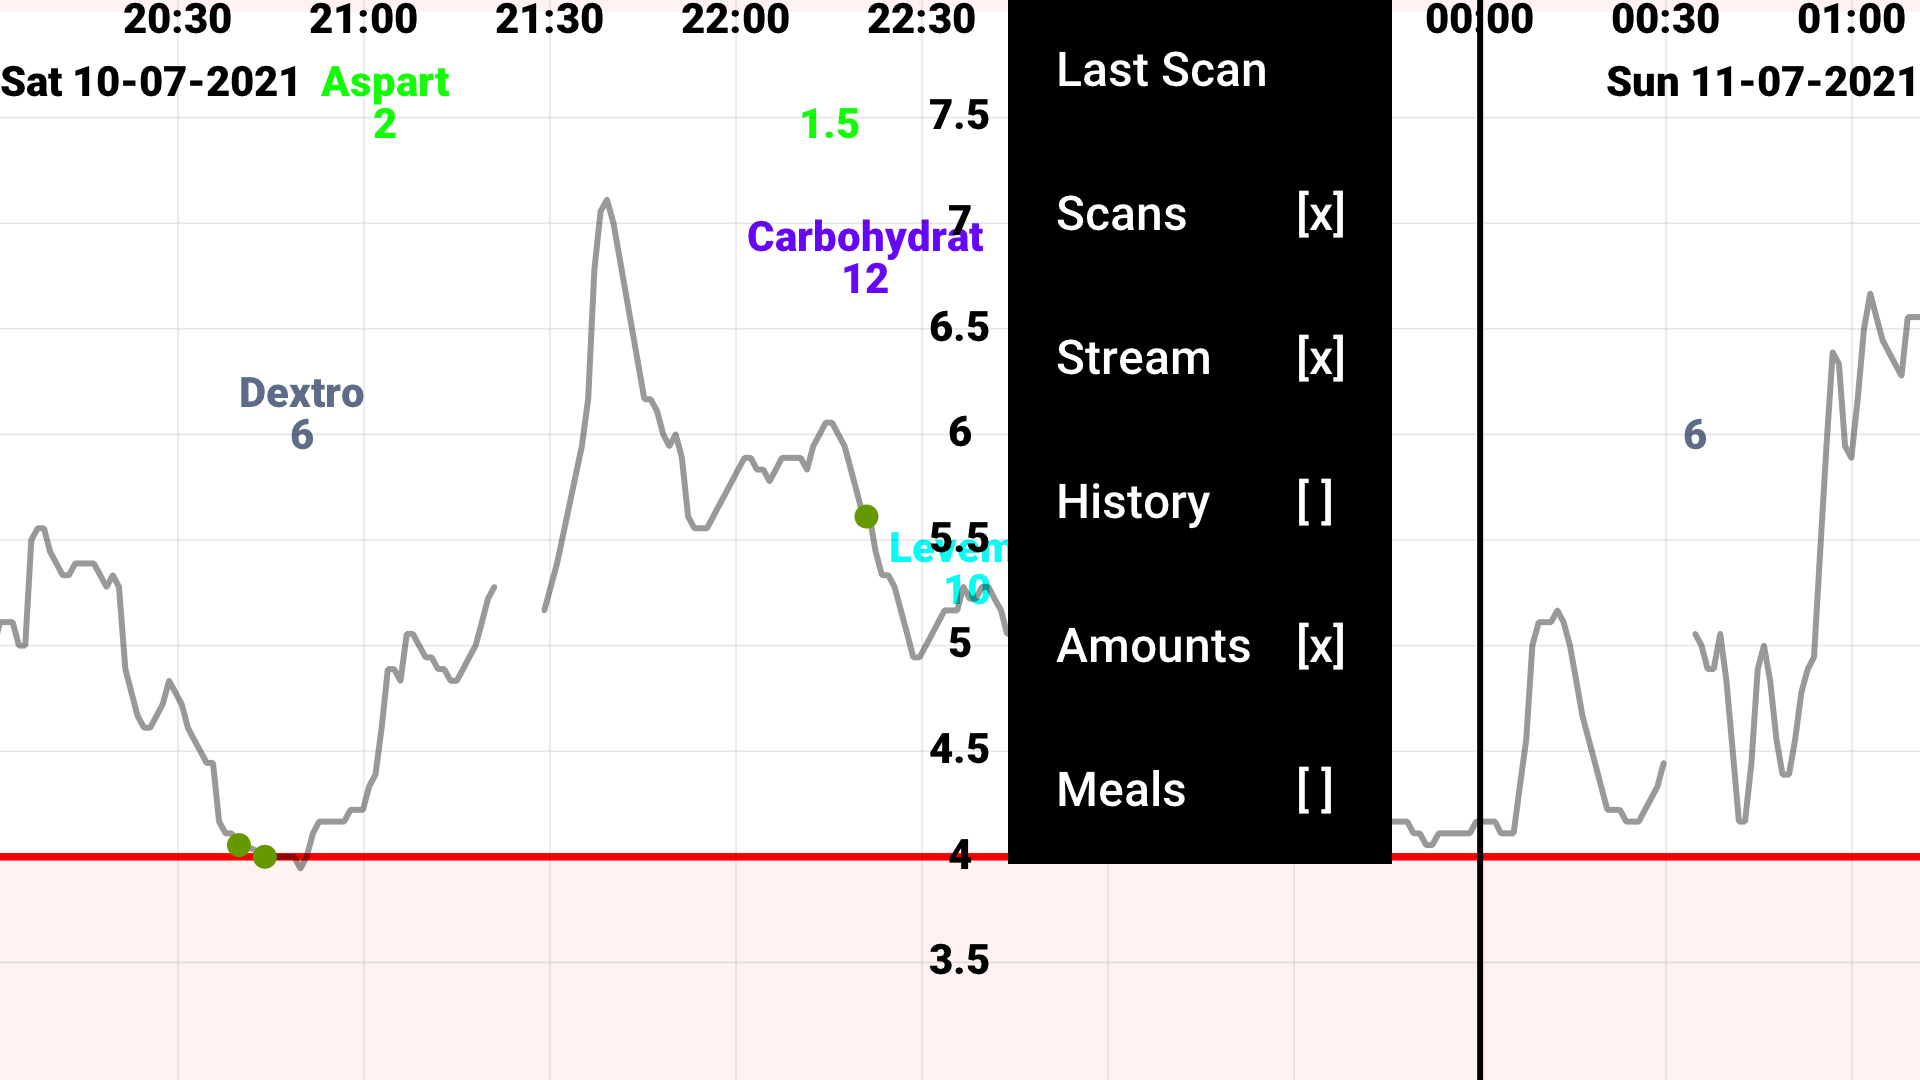 20:30 21:00 21:30 22:00 22:30 00:00 00:30 01:00
Sat 10-07-2021 Aspart Sun 11-07-2021
2 1.5
7.5
7
Carbohydrat
12
6.5
Dextro
6
6
6
5.5
Levem
10
5
4.5
4
3.5
Last Scan
Scans [x]
Stream [x]
History [ ]
Amounts [x]
Meals [ ]